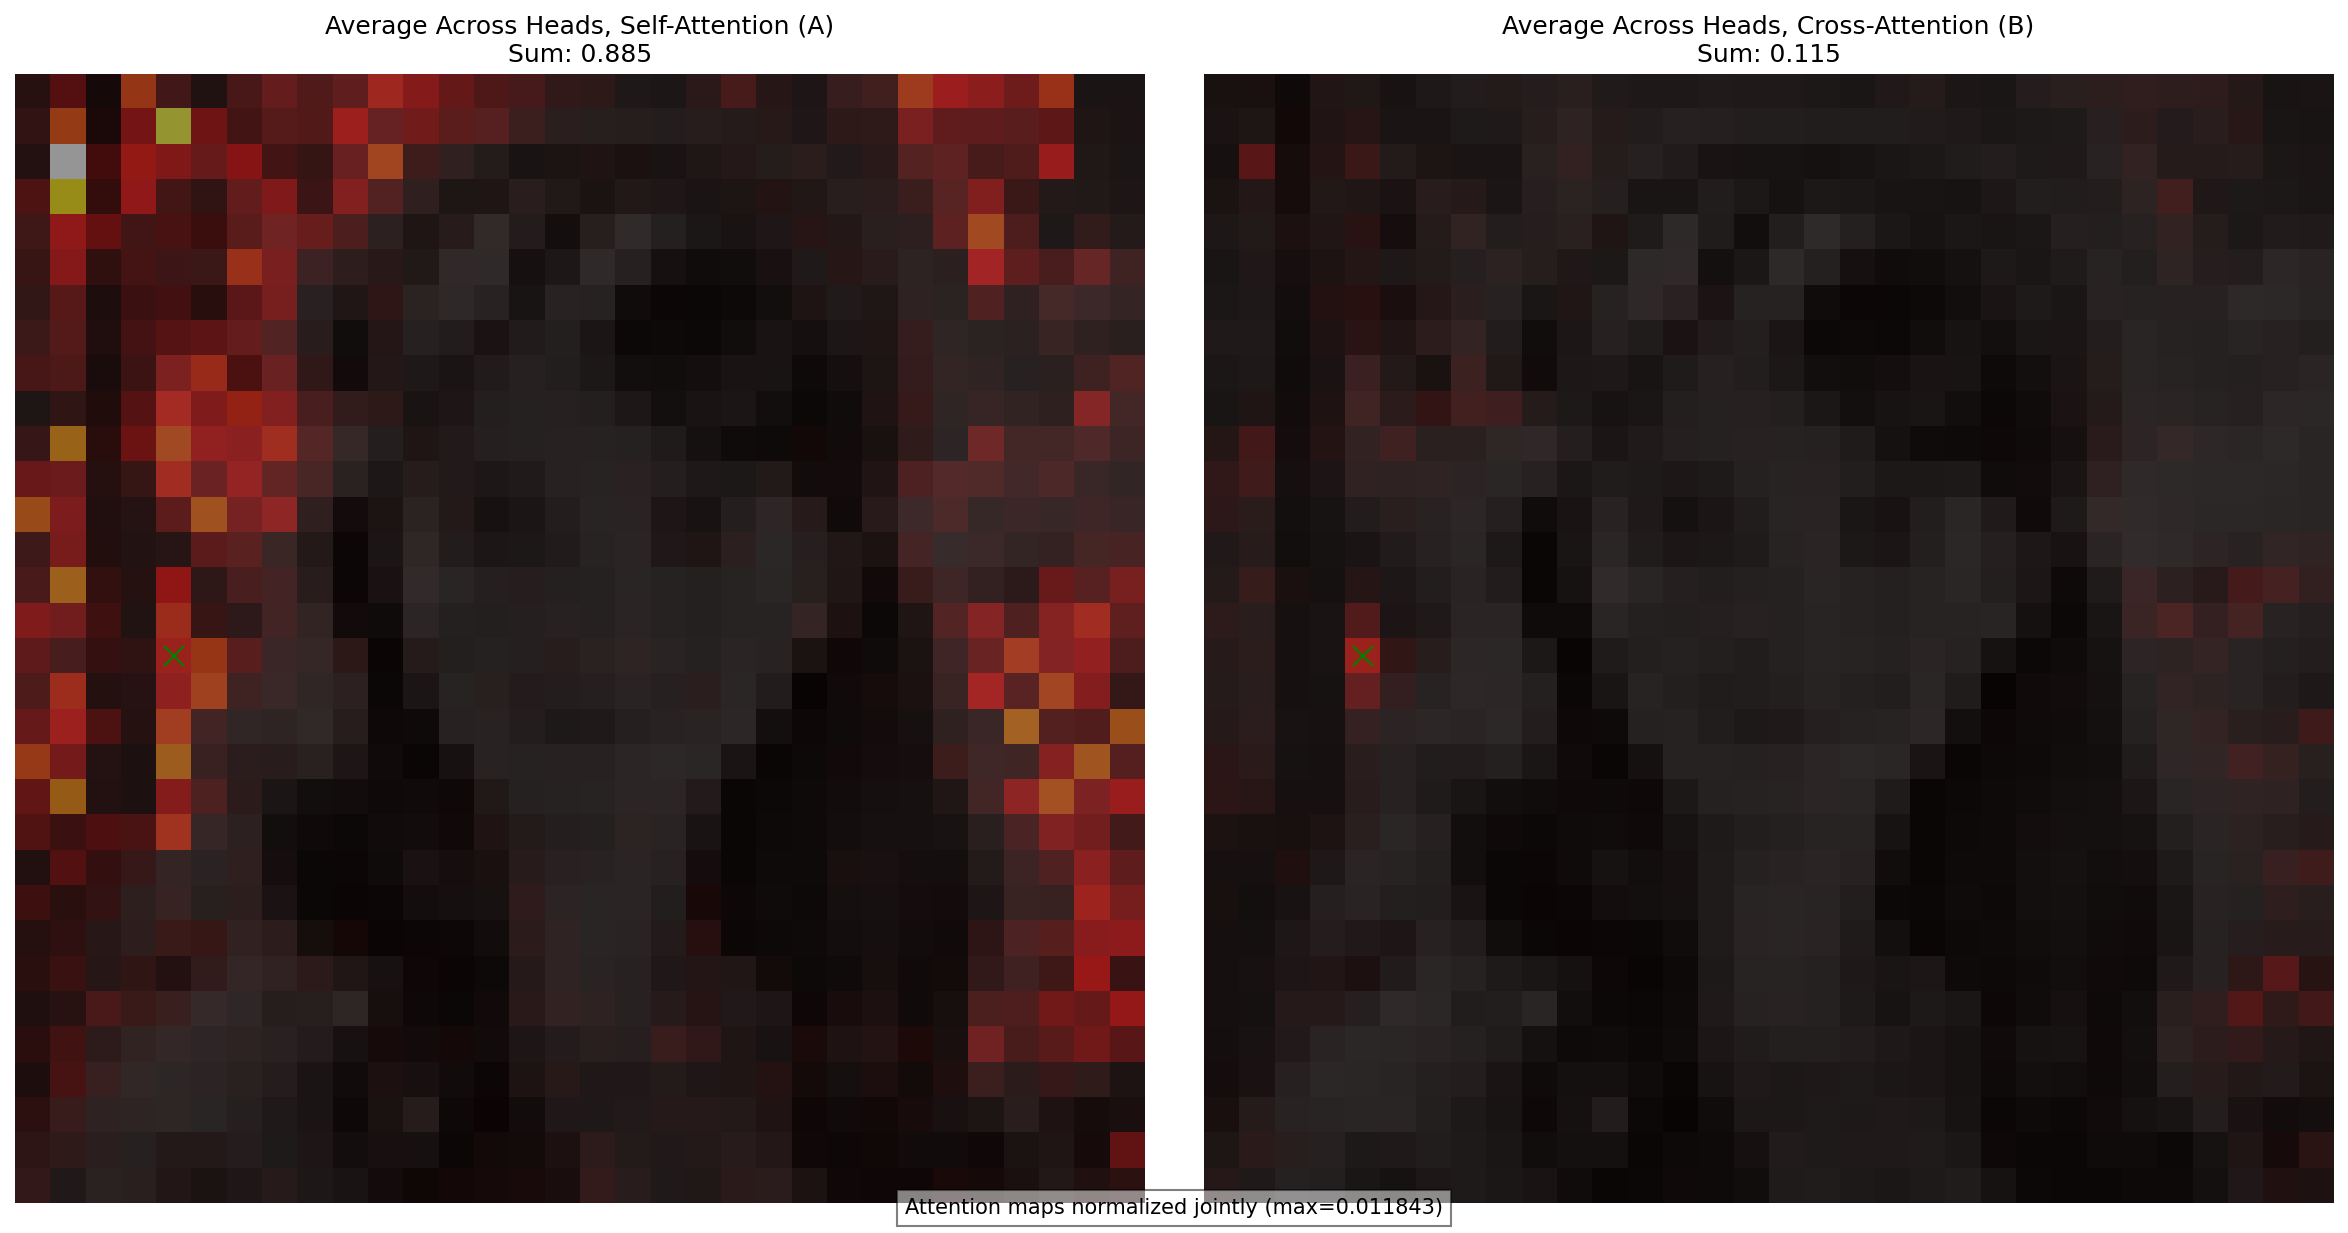 Average Across Heads, Self-Attention (A)
Sum: 0.885
Average Across Heads, Cross-Attention (B)
Sum: 0.115
Attention maps normalized jointly (max=0.011843)